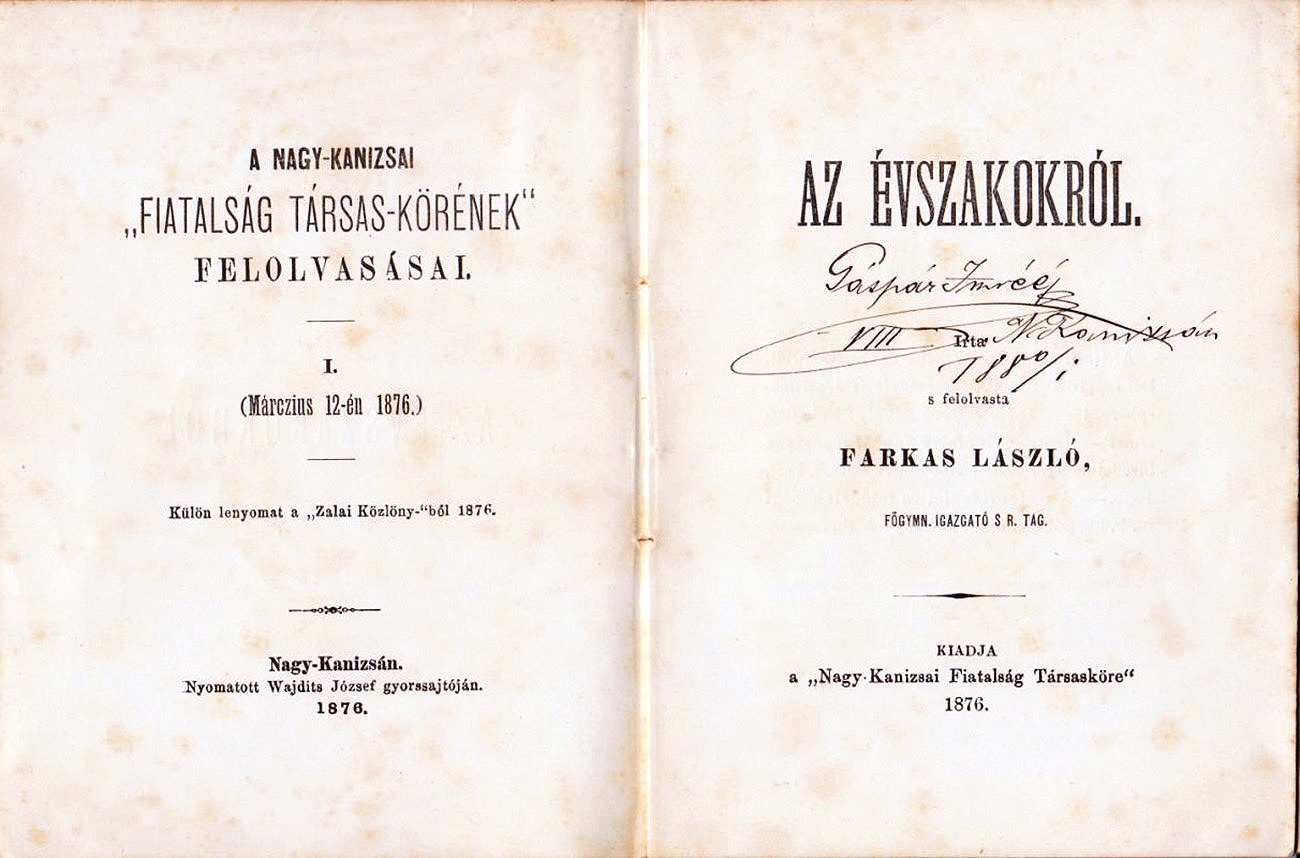 A NAGY-KANIZSAI
„FIATALSÁG TÁRSAS-KÖRÉNEK“
FELOLVASÁSAI.
I.
(Márczius 12-én 1876.)
Külön lenyomat a „Zalai Közlöny-“ből 1876.
Nagy-Kanizsán.
Nyomatott Wajdits József gyorssajtóján.
1876.
AZ ÉVSZAKOKRÓL.
Gáspár Imréé
VIII Irta N Kanizsán
1880/1
s felolvasta
FARKAS LÁSZLÓ,
FŐGYMN. IGAZGATÓ S R. TAG.
KIADJA
a „Nagy-Kanizsai Fiatalság Társasköre“
1876.